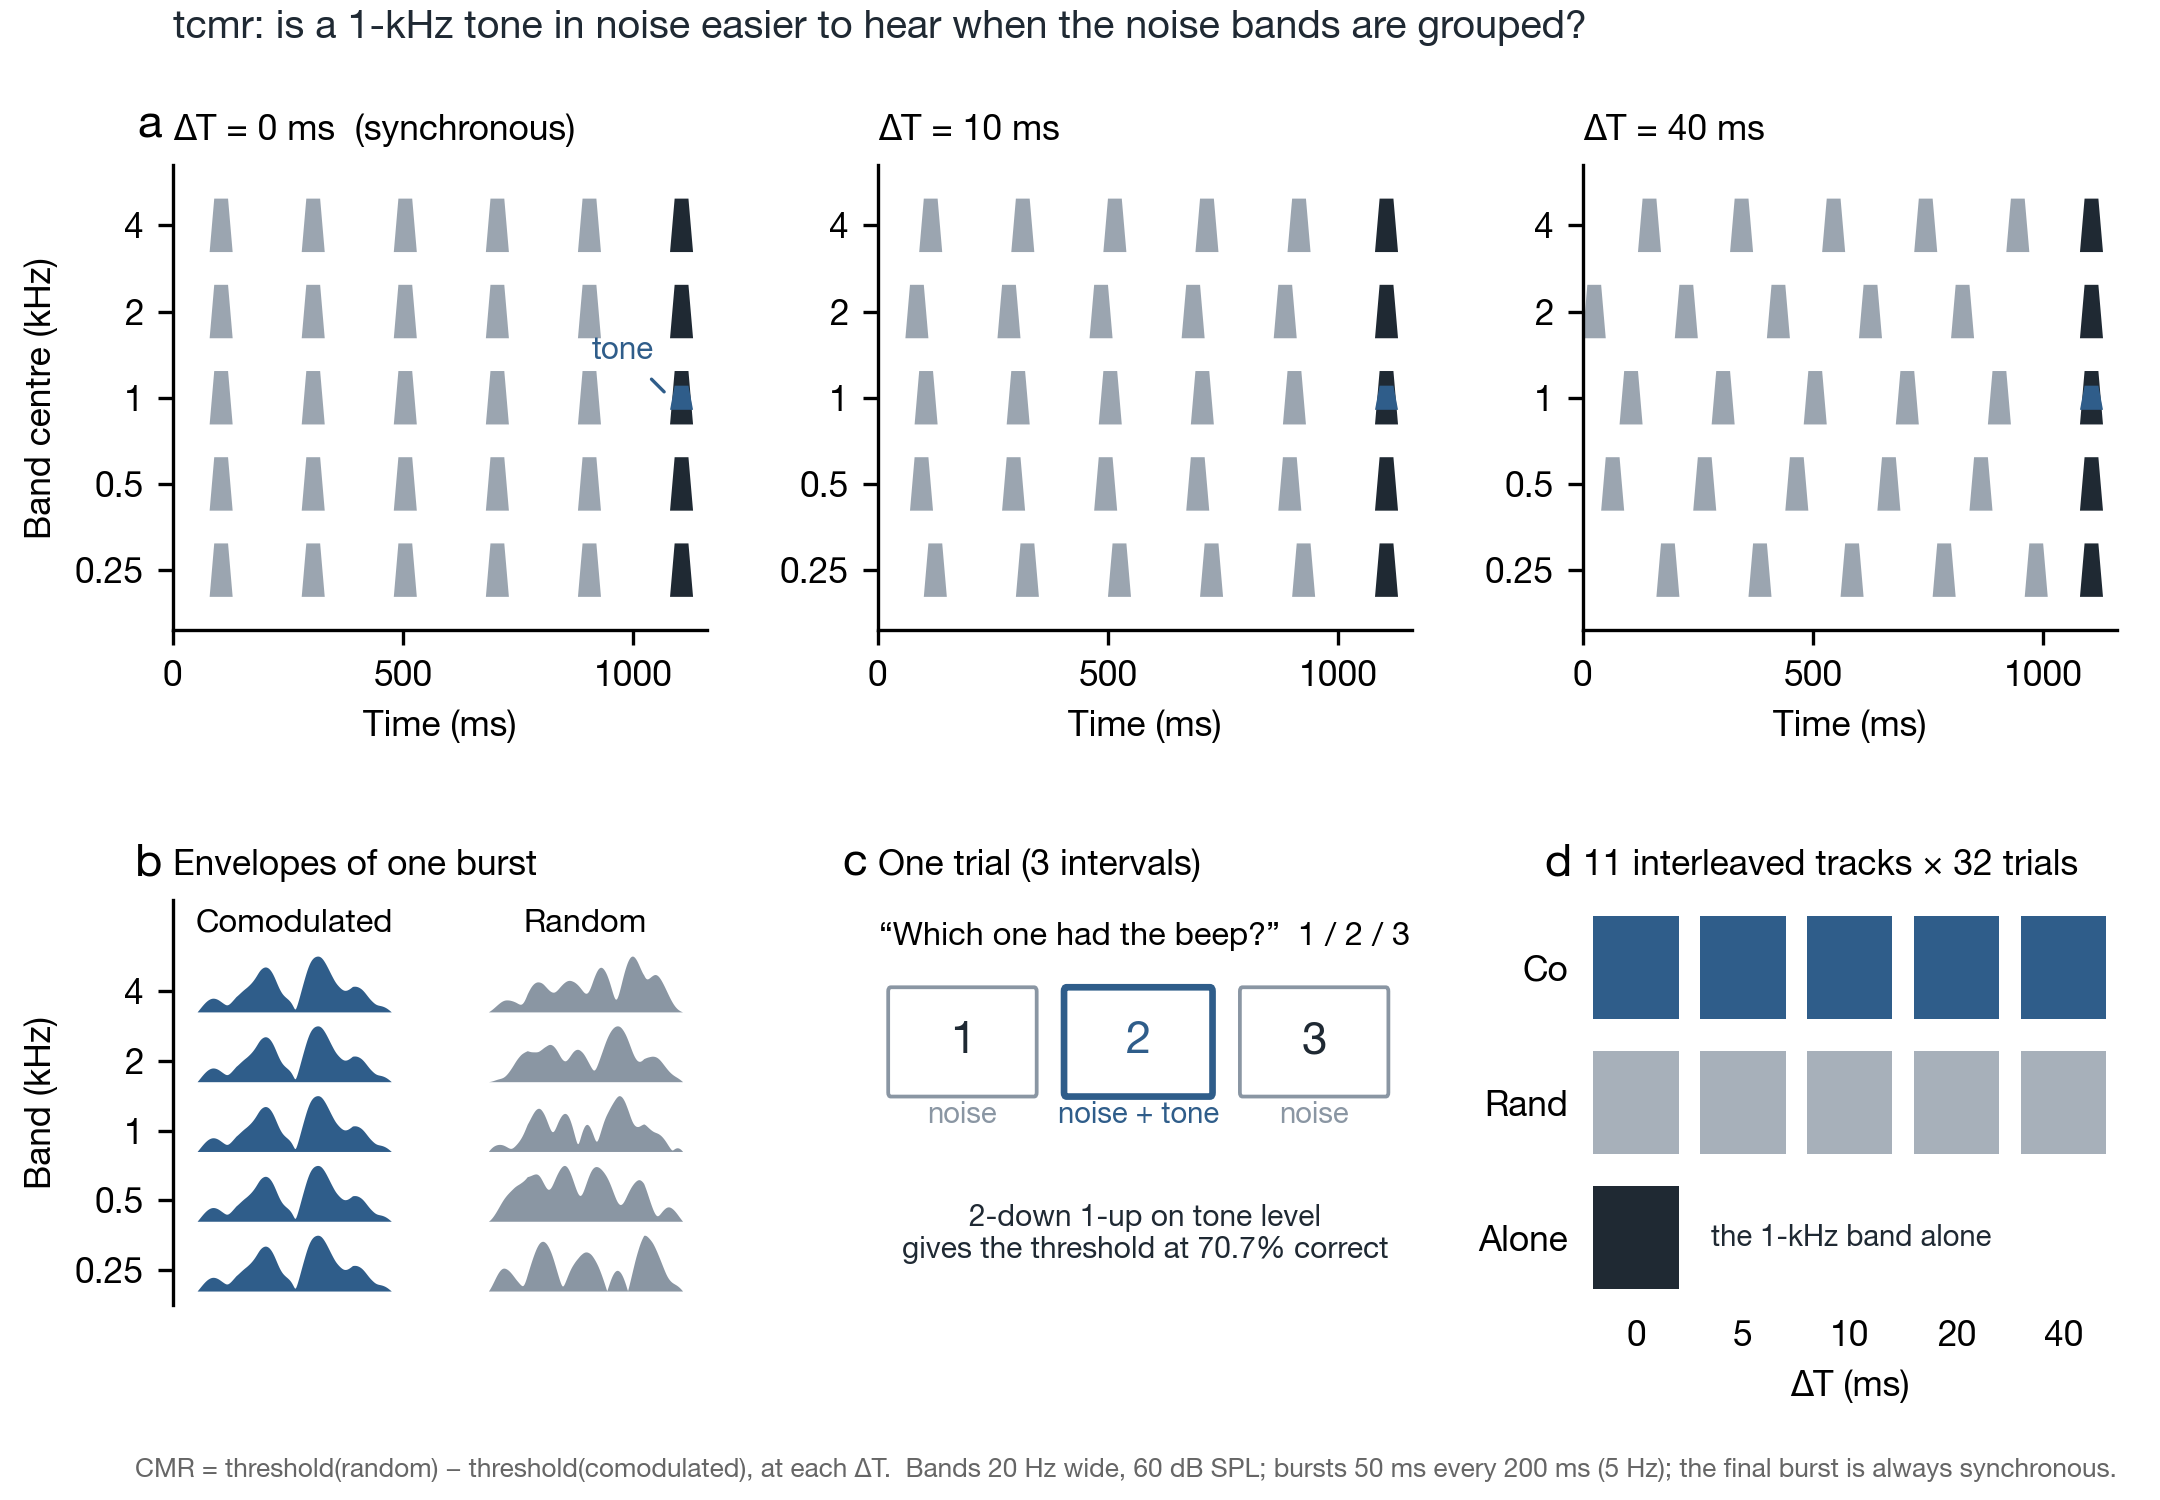 tcmr: is a 1-kHz tone in noise easier to hear when the noise bands are grouped?
a ΔT = 0 ms (synchronous)
Band centre (kHz)
4
2
tone
1
0.5
0.25
0 500 1000
Time (ms)
ΔT = 10 ms
4
2
1
0.5
0.25
0 500 1000
Time (ms)
ΔT = 40 ms
4
2
1
0.5
0.25
0 500 1000
Time (ms)
b Envelopes of one burst
Comodulated Random
Band (kHz)
4
2
1
0.5
0.25
c One trial (3 intervals)
“Which one had the beep?” 1 / 2 / 3
1 2 3
noise noise + tone noise
2-down 1-up on tone level
gives the threshold at 70.7% correct
d 11 interleaved tracks × 32 trials
Co
Rand
Alone the 1-kHz band alone
0 5 10 20 40
ΔT (ms)
CMR = threshold(random) − threshold(comodulated), at each ΔT. Bands 20 Hz wide, 60 dB SPL; bursts 50 ms every 200 ms (5 Hz); the final burst is always synchronous.